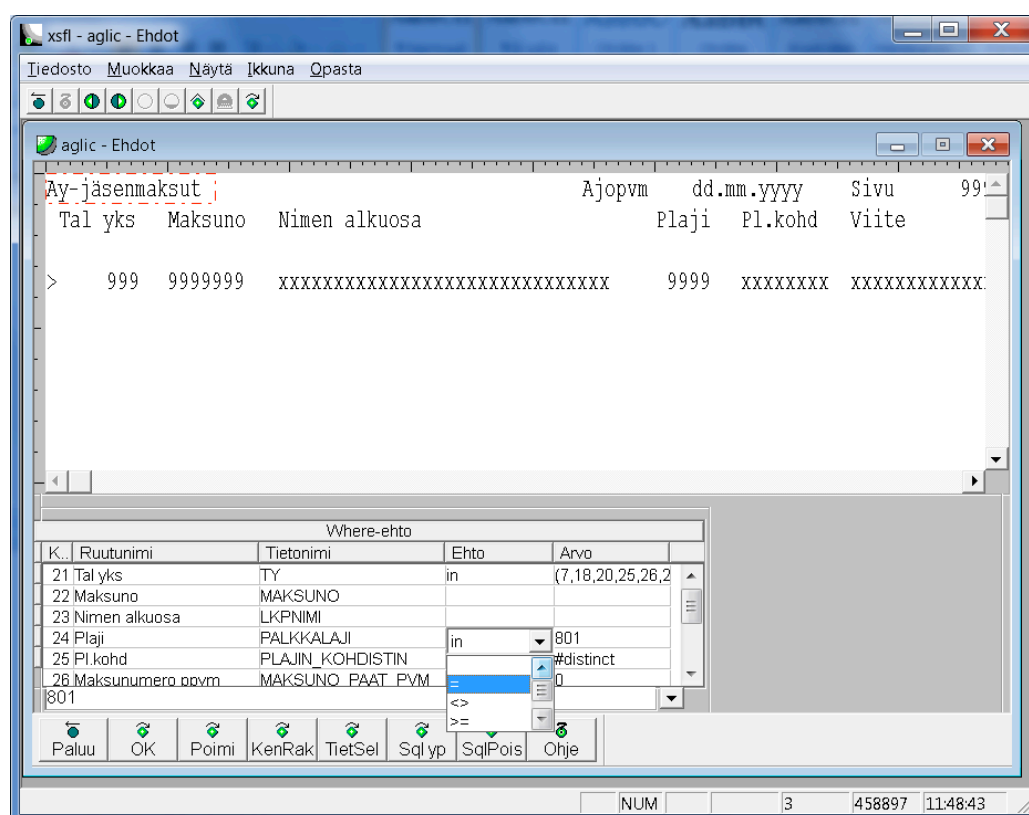 xsfl - aglic - Ehdot
Tiedosto Muokkaa Näytä Ikkuna Opasta
aglic - Ehdot
Ay-jäsenmaksut ; Ajopvm dd.mm.yyyy Sivu 99
Tal yks Maksuno Nimen alkuosa Plaji Pl.kohd Viite
> 999 9999999 xxxxxxxxxxxxxxxxxxxxxxxxxxxxxx 9999 xxxxxxxx xxxxxxxxxxxx
Where-ehto
K.. Ruutunimi Tietonimi Ehto Arvo
21 Tal yks TY in (7,18,20,25,26,2
22 Maksuno MAKSUNO
23 Nimen alkuosa LKPNIMI
24 Plaji PALKKALAJI in 801
25 Pl.kohd PLAJIN_KOHDISTIN #distinct
26 Maksunumero ppvm MAKSUNO_PAAT_PVM = 0
801 <>
>=
Paluu OK Poimi KenRak TietSel Sql yp SqlPois Ohje
NUM 3 458897 11:48:43